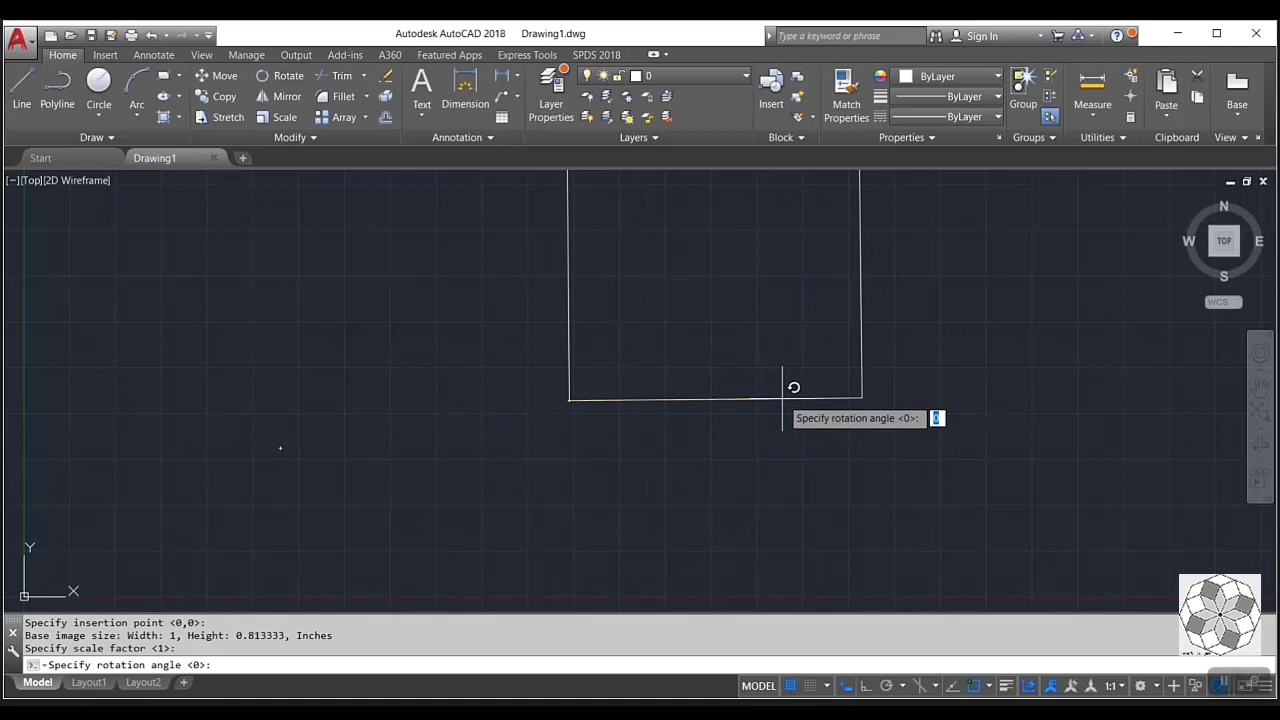 Autodesk AutoCAD 2018 Drawing1.dwg
Type a keyword or phrase
Sign In
Home Insert Annotate View Manage Output Add-ins A360 Featured Apps Express Tools SPDS 2018
Line Polyline Circle Arc
Move Rotate Trim
Copy Mirror Fillet
Stretch Scale Array
Text Dimension
Layer Properties
0
Insert
Match Properties
ByLayer
ByLayer
ByLayer
Group
Measure
Paste
Base
Draw Modify Annotation Layers Block Properties Groups Utilities Clipboard View
Start Drawing1
[−][Top][2D Wireframe]
N
W TOP E
S
WCS
Specify rotation angle <0>: 0
Y
X
Specify insertion point <0,0>:
Base image size: Width: 1, Height: 0.813333, Inches
Specify scale factor <1>:
Specify rotation angle <0>:
Model Layout1 Layout2
MODEL
1:1